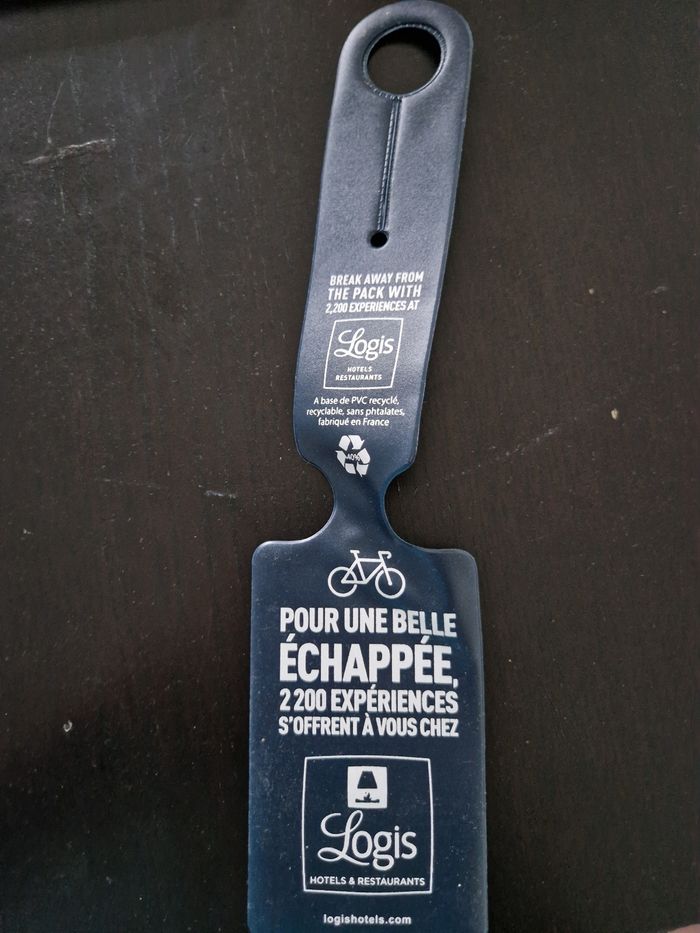 BREAK AWAY FROM
THE PACK WITH
2,200 EXPERIENCES AT
Logis
HOTELS
RESTAURANTS
A base de PVC recyclé,
recyclable, sans phtalates,
fabriqué en France
40%
POUR UNE BELLE
ÉCHAPPÉE,
2 200 EXPÉRIENCES
S'OFFRENT À VOUS CHEZ
Logis
HOTELS & RESTAURANTS
logishotels.com